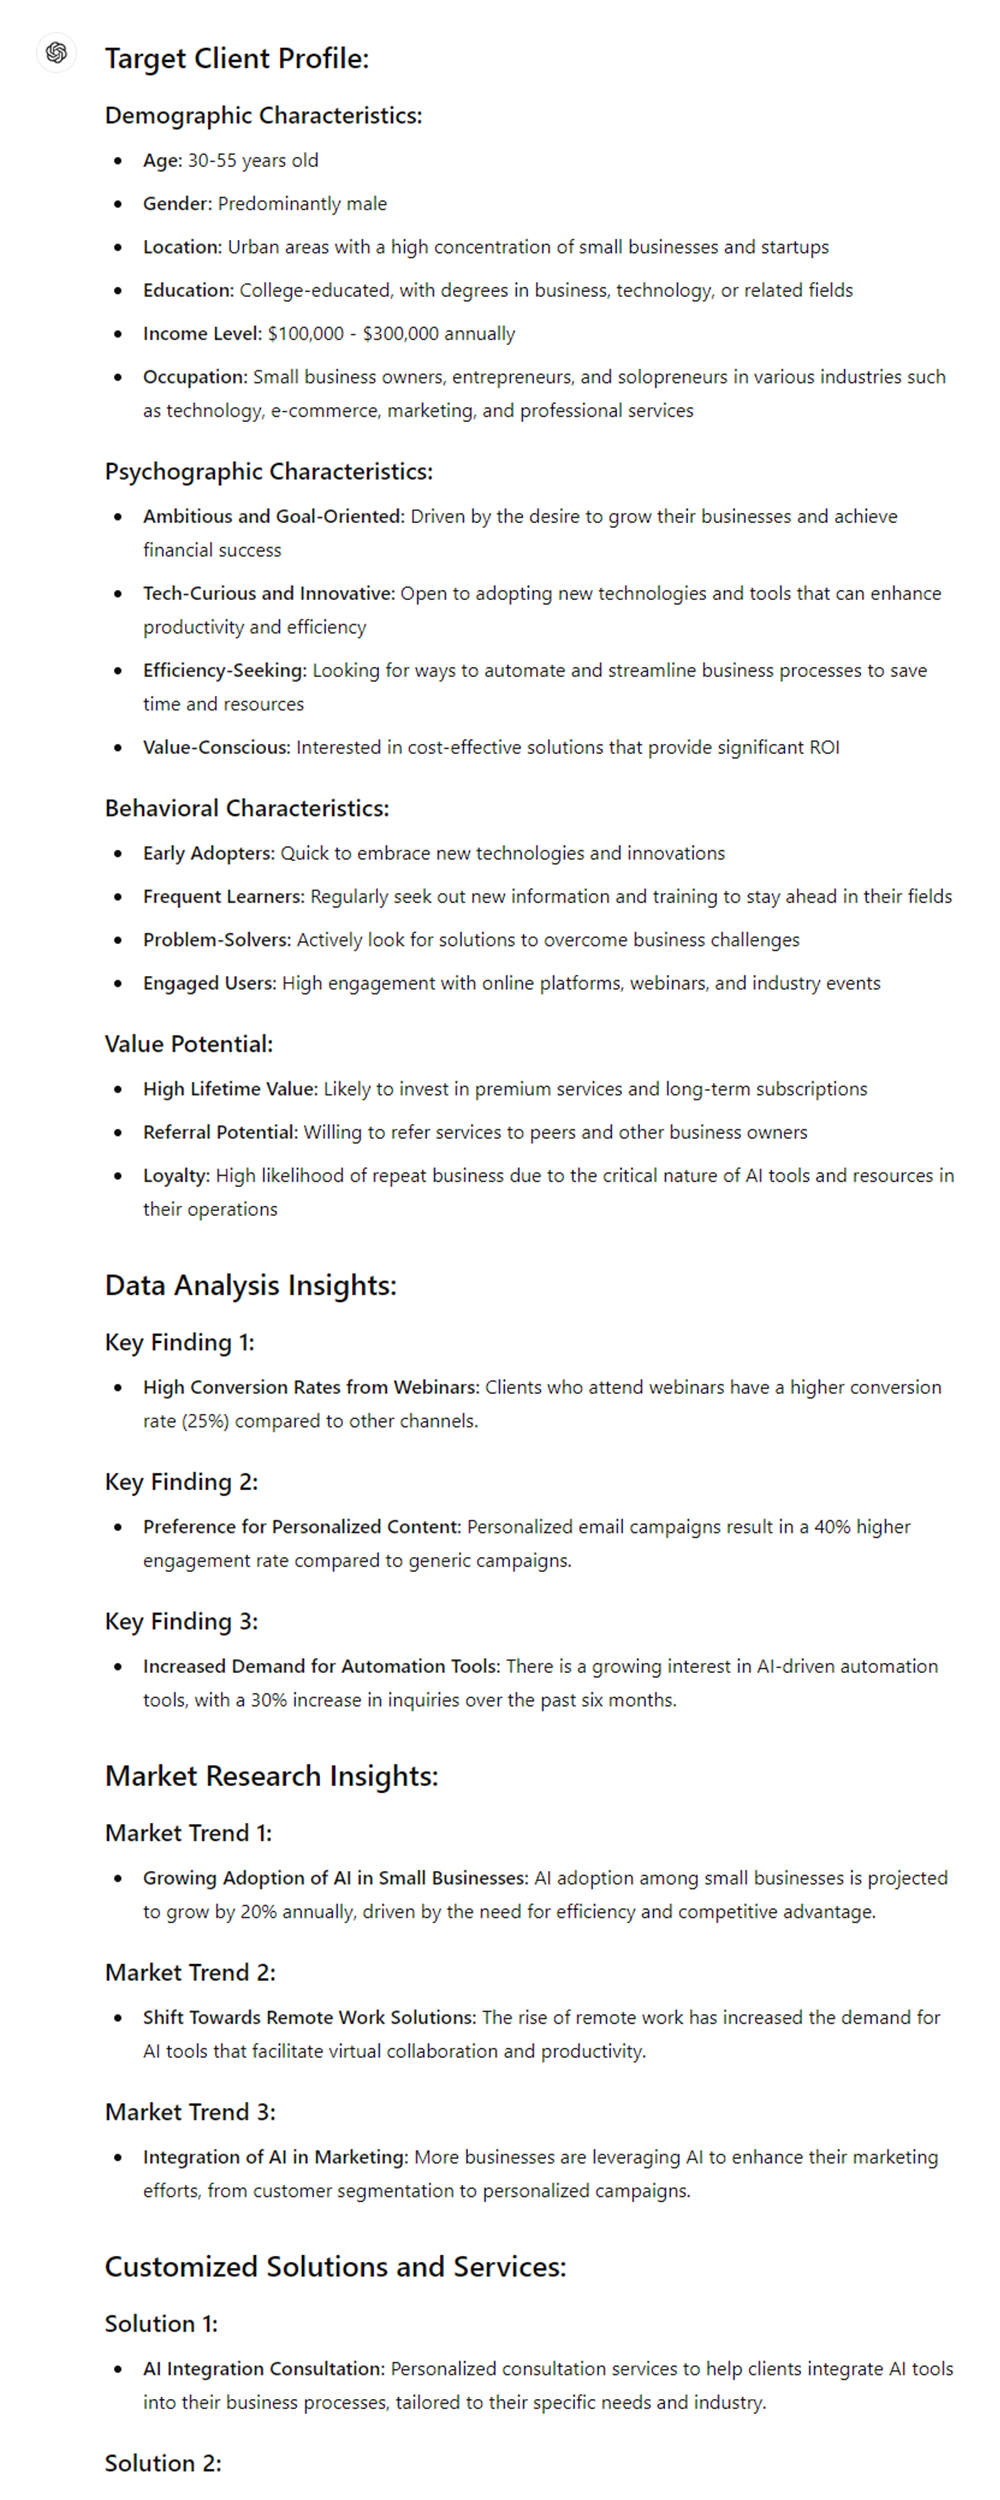 Target Client Profile:
Demographic Characteristics:
• Age: 30-55 years old
• Gender: Predominantly male
• Location: Urban areas with a high concentration of small businesses and startups
• Education: College-educated, with degrees in business, technology, or related fields
• Income Level: $100,000 - $300,000 annually
• Occupation: Small business owners, entrepreneurs, and solopreneurs in various industries such
as technology, e-commerce, marketing, and professional services
Psychographic Characteristics:
• Ambitious and Goal-Oriented: Driven by the desire to grow their businesses and achieve
financial success
• Tech-Curious and Innovative: Open to adopting new technologies and tools that can enhance
productivity and efficiency
• Efficiency-Seeking: Looking for ways to automate and streamline business processes to save
time and resources
• Value-Conscious: Interested in cost-effective solutions that provide significant ROI
Behavioral Characteristics:
• Early Adopters: Quick to embrace new technologies and innovations
• Frequent Learners: Regularly seek out new information and training to stay ahead in their fields
• Problem-Solvers: Actively look for solutions to overcome business challenges
• Engaged Users: High engagement with online platforms, webinars, and industry events
Value Potential:
• High Lifetime Value: Likely to invest in premium services and long-term subscriptions
• Referral Potential: Willing to refer services to peers and other business owners
• Loyalty: High likelihood of repeat business due to the critical nature of AI tools and resources in
their operations
Data Analysis Insights:
Key Finding 1:
• High Conversion Rates from Webinars: Clients who attend webinars have a higher conversion
rate (25%) compared to other channels.
Key Finding 2:
• Preference for Personalized Content: Personalized email campaigns result in a 40% higher
engagement rate compared to generic campaigns.
Key Finding 3:
• Increased Demand for Automation Tools: There is a growing interest in AI-driven automation
tools, with a 30% increase in inquiries over the past six months.
Market Research Insights:
Market Trend 1:
• Growing Adoption of AI in Small Businesses: AI adoption among small businesses is projected
to grow by 20% annually, driven by the need for efficiency and competitive advantage.
Market Trend 2:
• Shift Towards Remote Work Solutions: The rise of remote work has increased the demand for
AI tools that facilitate virtual collaboration and productivity.
Market Trend 3:
• Integration of AI in Marketing: More businesses are leveraging AI to enhance their marketing
efforts, from customer segmentation to personalized campaigns.
Customized Solutions and Services:
Solution 1:
• AI Integration Consultation: Personalized consultation services to help clients integrate AI tools
into their business processes, tailored to their specific needs and industry.
Solution 2: